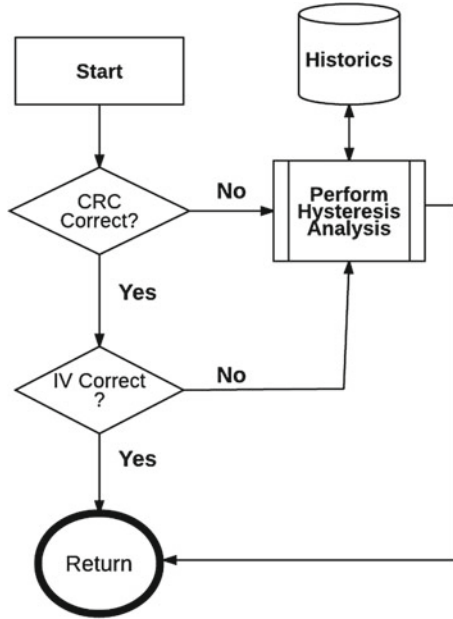 Start
Historics
CRC
Correct?
No
Perform
Hysteresis
Analysis
Yes
IV Correct
?
No
Yes
Return